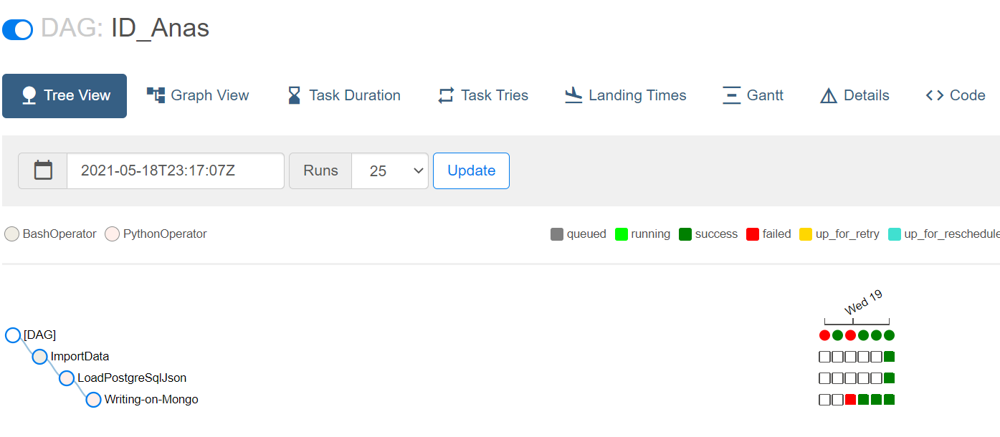 DAG: ID_Anas
Tree View Graph View Task Duration Task Tries Landing Times Gantt Details Code
2021-05-18T23:17:07Z Runs 25 Update
BashOperator PythonOperator queued running success failed up_for_retry up_for_reschedule
Wed 19
[DAG]
ImportData
LoadPostgreSqlJson
Writing-on-Mongo